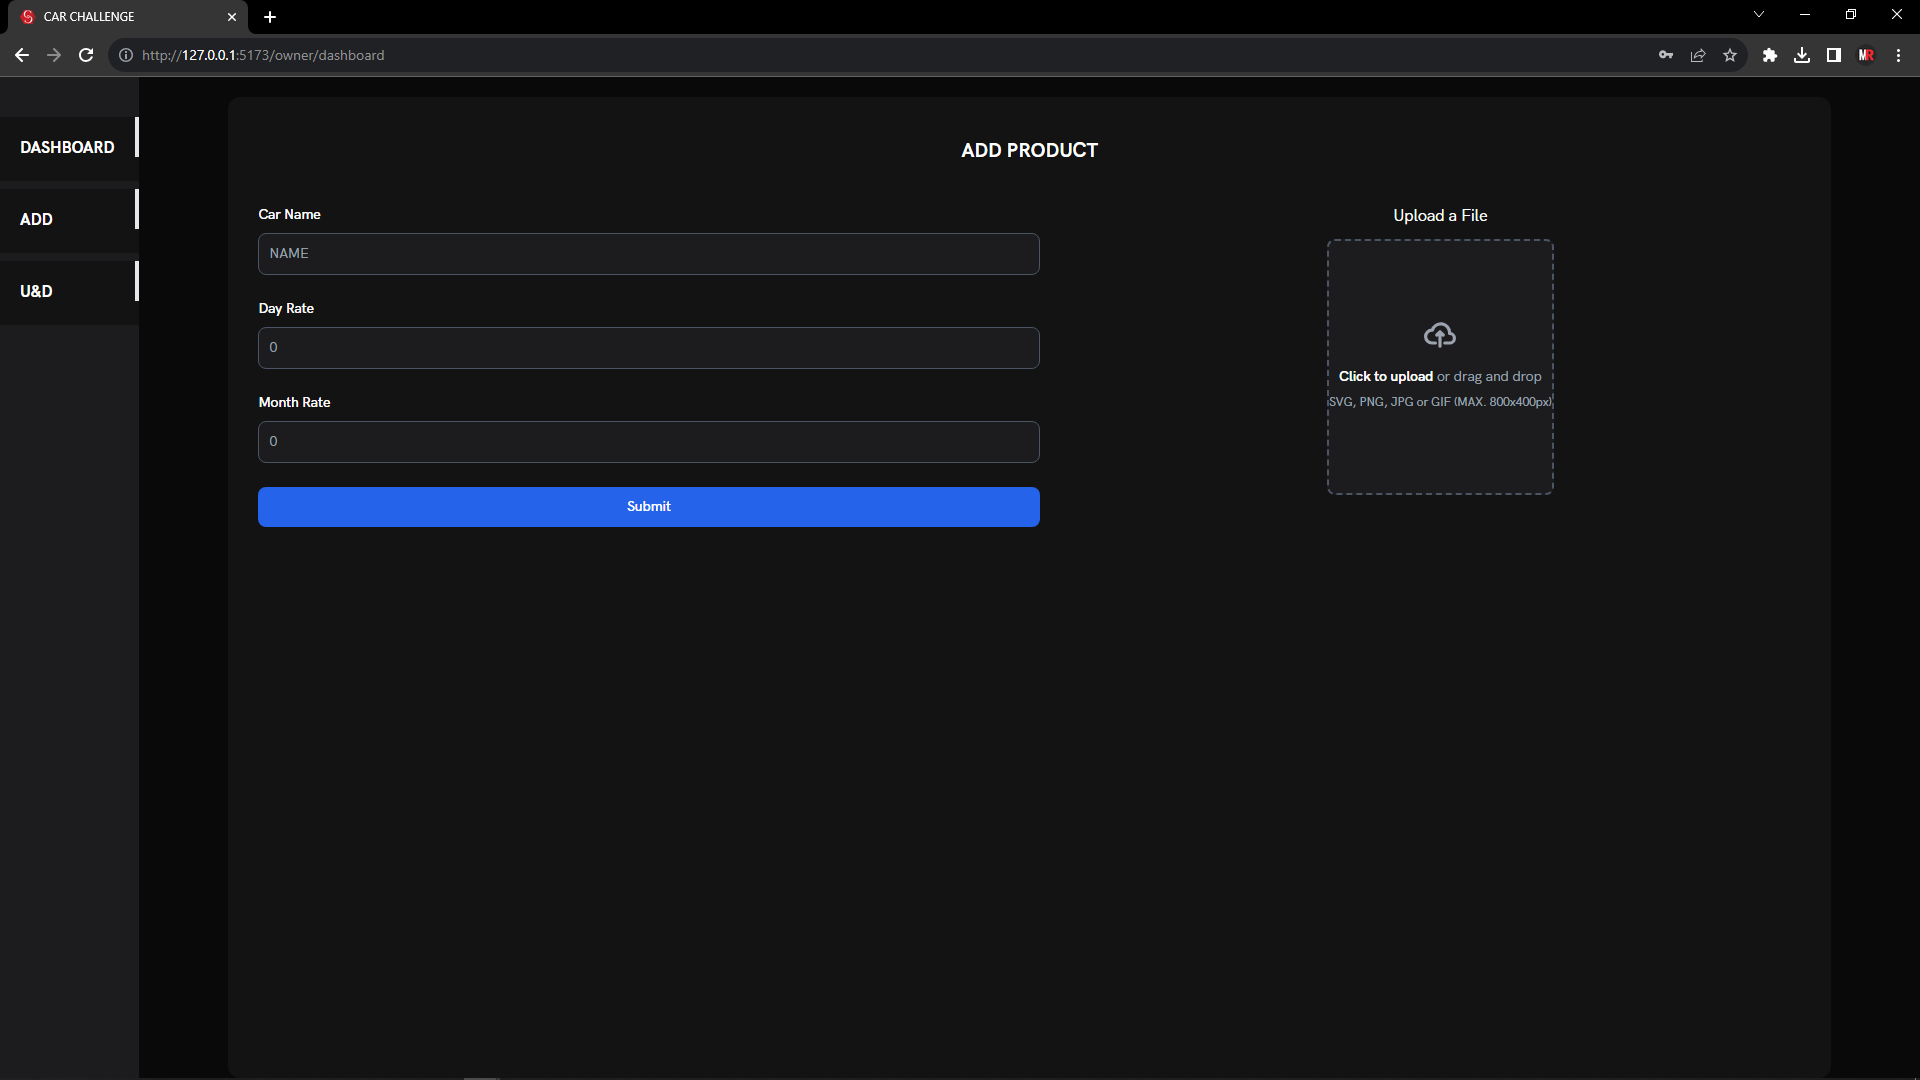 CAR CHALLENGE
http://127.0.0.1:5173/owner/dashboard
MR
DASHBOARD
ADD
U&D
ADD PRODUCT
Car Name
NAME
Day Rate
0
Month Rate
0
Submit
Upload a File
Click to upload or drag and drop
SVG, PNG, JPG or GIF (MAX. 800x400px)